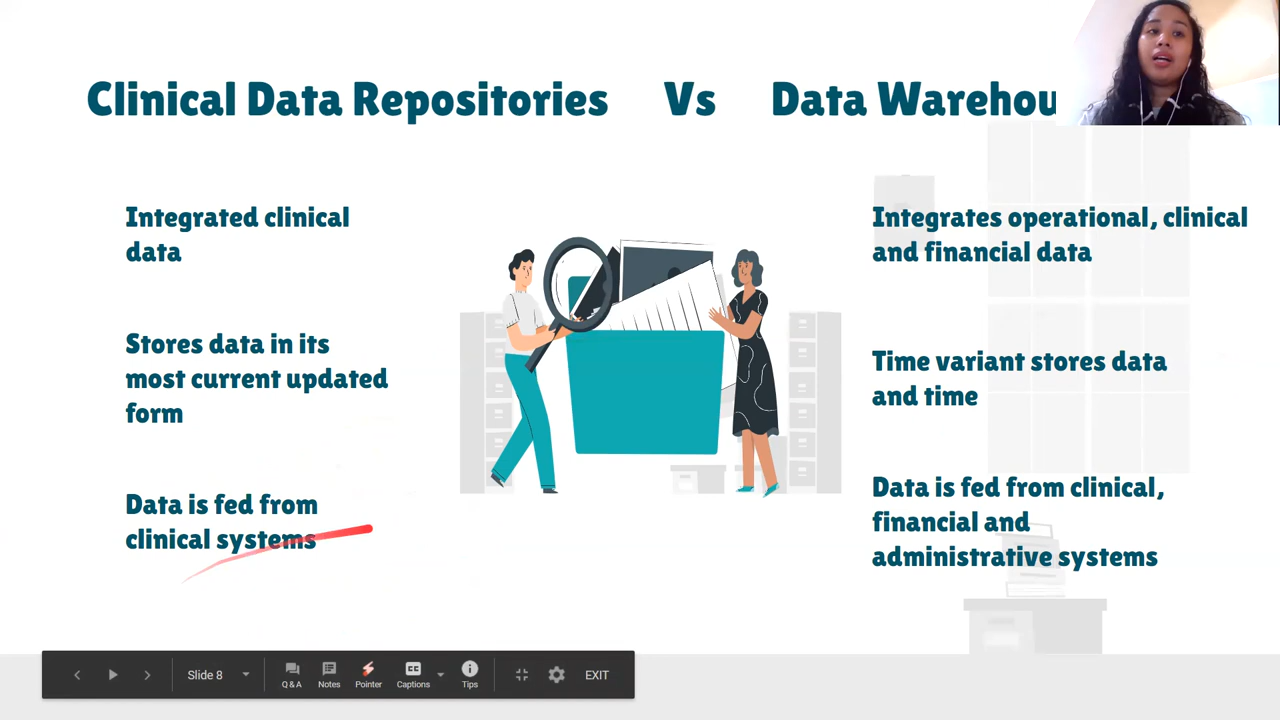 Clinical Data Repositories Vs Data Warehou
Integrated clinical
data
Stores data in its
most current updated
form
Data is fed from
clinical systems
Integrates operational, clinical
and financial data
Time variant stores data
and time
Data is fed from clinical,
financial and
administrative systems
Slide 8
Q & A
Notes
Pointer
CC
Captions
Tips
EXIT